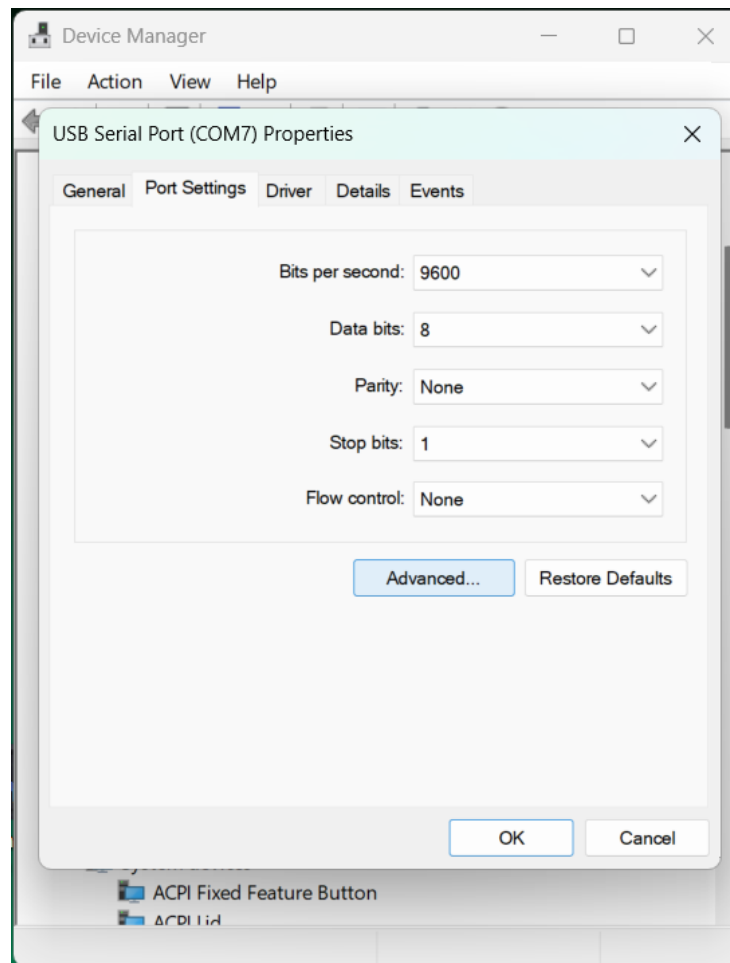 Device Manager
File Action View Help
USB Serial Port (COM7) Properties
General Port Settings Driver Details Events
Bits per second: 9600
Data bits: 8
Parity: None
Stop bits: 1
Flow control: None
Advanced... Restore Defaults
OK Cancel
ACPI Fixed Feature Button
ACPI Lid